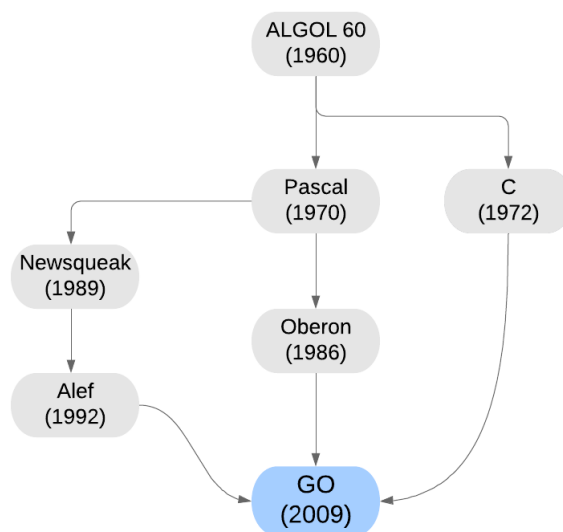 ALGOL 60
(1960)
Pascal
(1970)
C
(1972)
Newsqueak
(1989)
Oberon
(1986)
Alef
(1992)
GO
(2009)